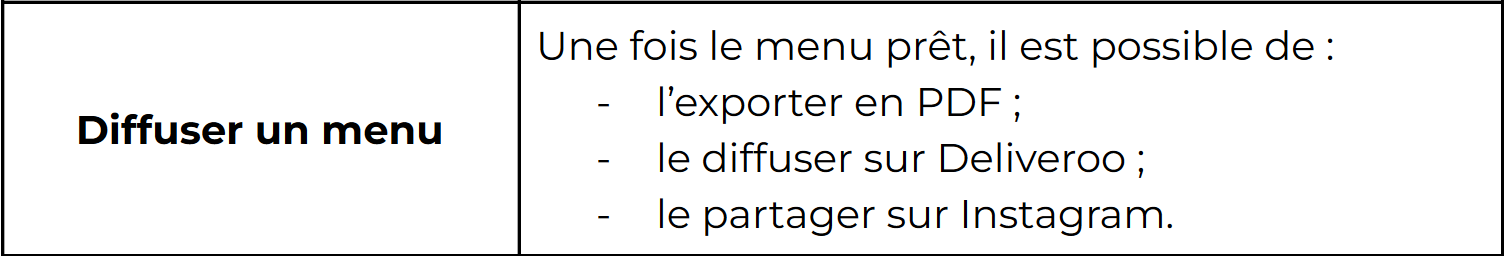 Diffuser un menu
Une fois le menu prêt, il est possible de :
- l’exporter en PDF ;
- le diffuser sur Deliveroo ;
- le partager sur Instagram.